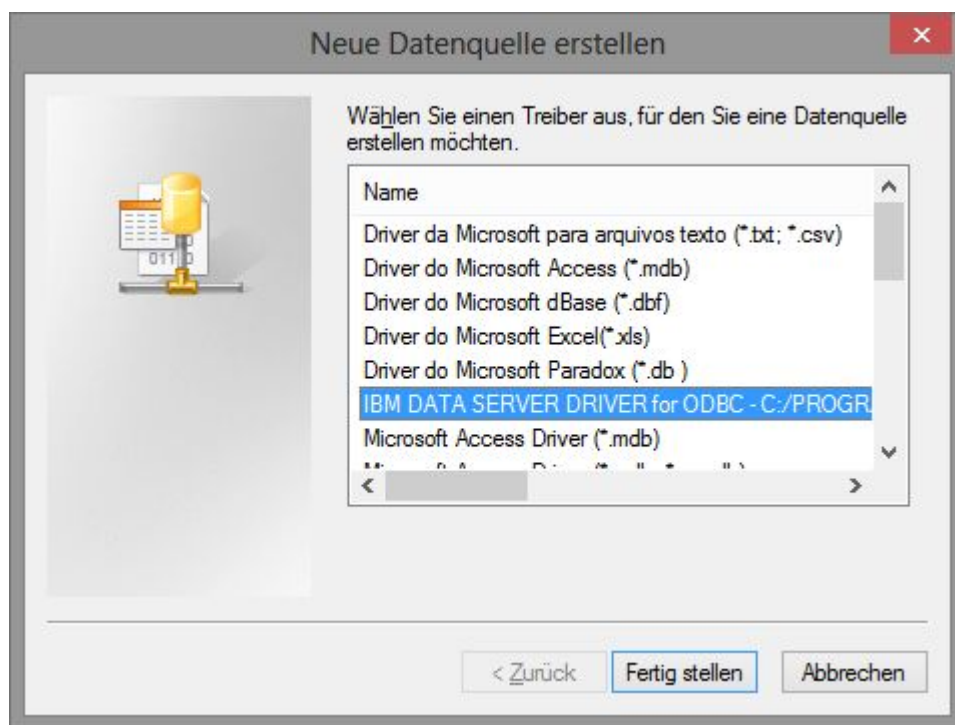 Neue Datenquelle erstellen
Wählen Sie einen Treiber aus, für den Sie eine Datenquelle
erstellen möchten.
Name
Driver da Microsoft para arquivos texto (*.txt; *.csv)
Driver do Microsoft Access (*.mdb)
Driver do Microsoft dBase (*.dbf)
Driver do Microsoft Excel(*.xls)
Driver do Microsoft Paradox (*.db )
IBM DATA SERVER DRIVER for ODBC - C:/PROGR
Microsoft Access Driver (*.mdb)
< Zurück
Fertig stellen
Abbrechen